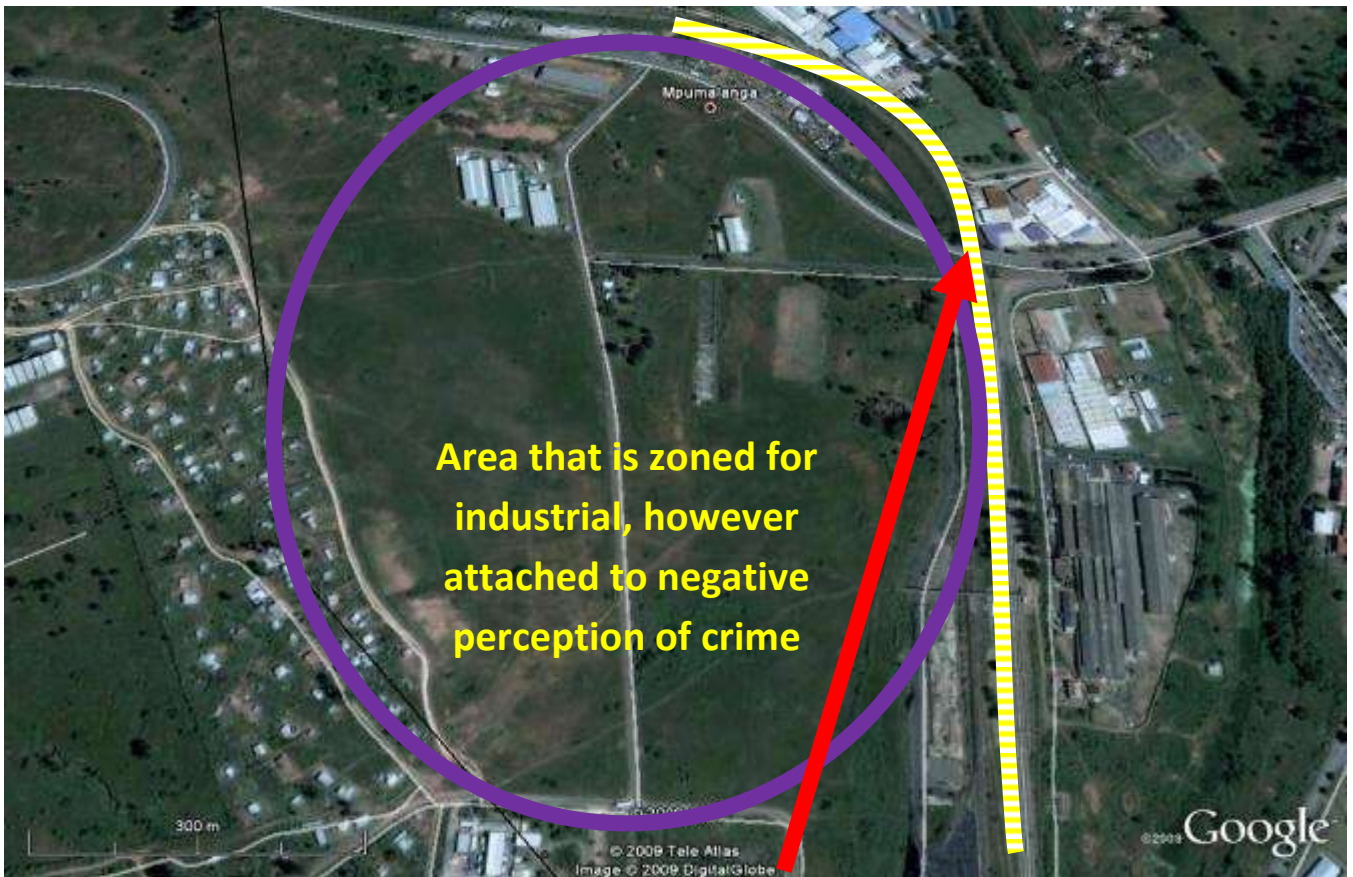 Mpumalanga
Area that is zoned for
industrial, however
attached to negative
perception of crime
300 m
© 2009 Tele Atlas
Image © 2009 DigitalGlobe
©2009 Google